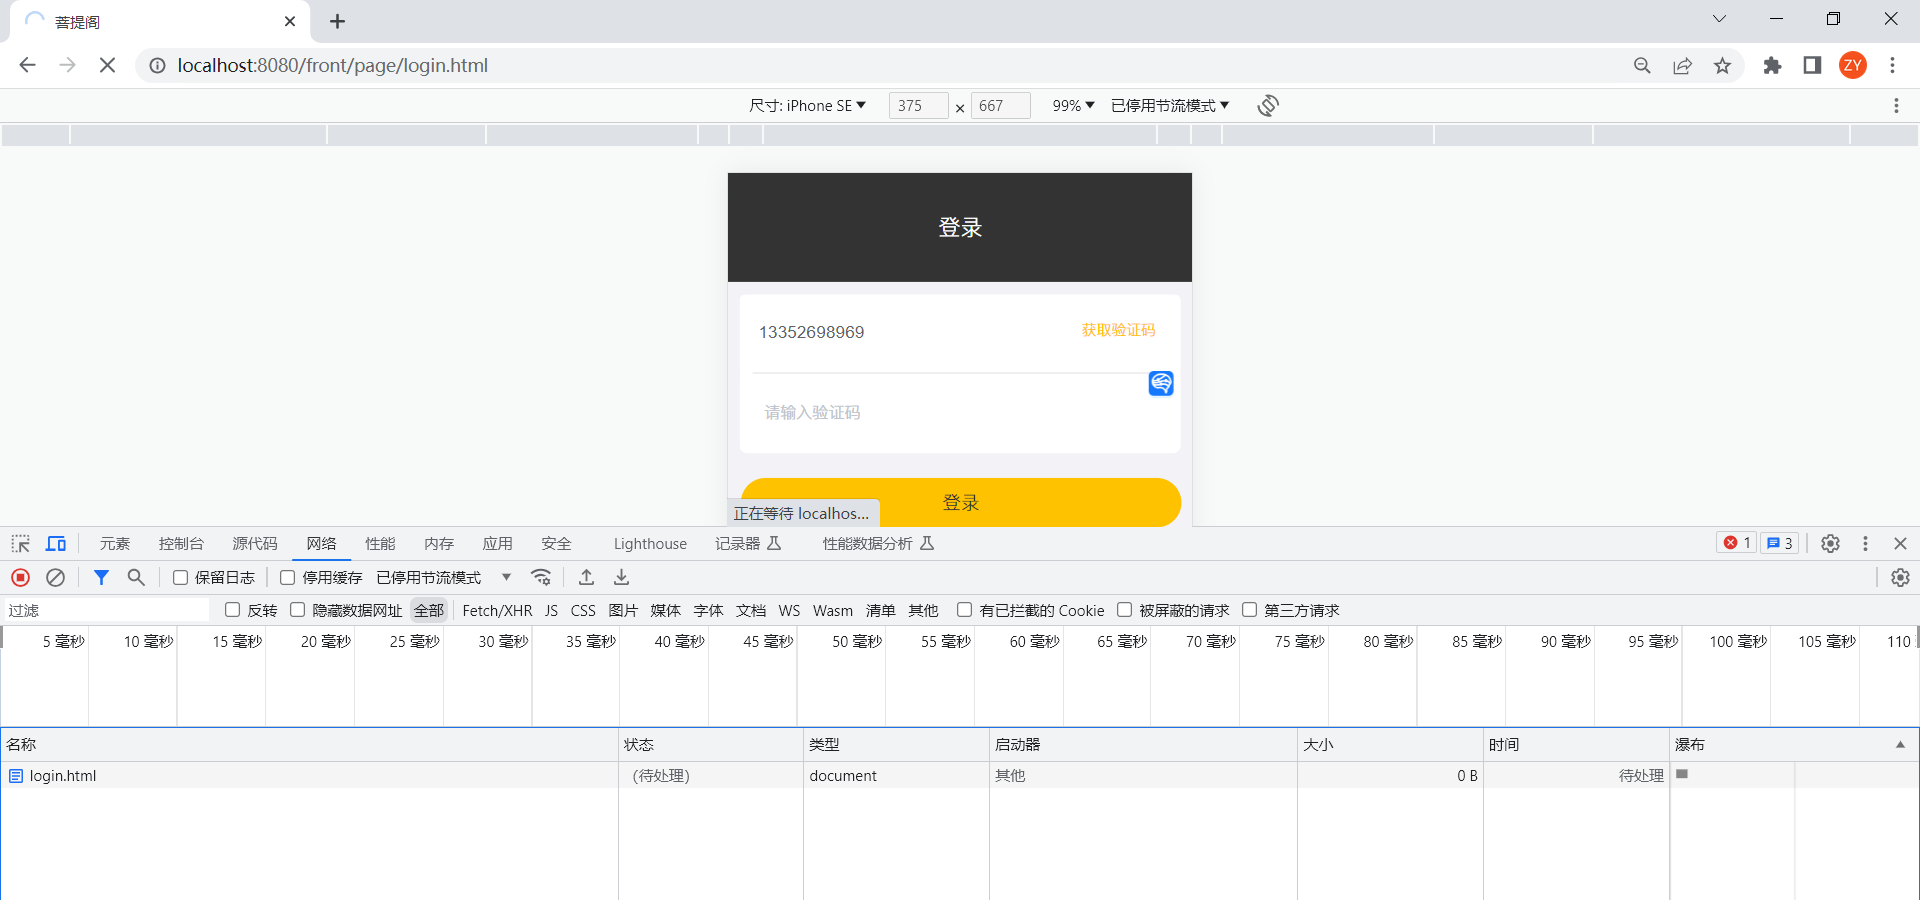 菩提阁
localhost:8080/front/page/login.html
ZY
尺寸: iPhone SE ▼ 375 × 667 99% ▼ 已停用节流模式 ▼
登录
13352698969 获取验证码
请输入验证码
登录
正在等待 localhos...
元素 控制台 源代码 网络 性能 内存 应用 安全 Lighthouse 记录器 性能数据分析 1 3
保留日志 停用缓存 已停用节流模式 ▼
过滤 反转 隐藏数据网址 全部 Fetch/XHR JS CSS 图片 媒体 字体 文档 WS Wasm 清单 其他 有已拦截的 Cookie 被屏蔽的请求 第三方请求
5 毫秒 10 毫秒 15 毫秒 20 毫秒 25 毫秒 30 毫秒 35 毫秒 40 毫秒 45 毫秒 50 毫秒 55 毫秒 60 毫秒 65 毫秒 70 毫秒 75 毫秒 80 毫秒 85 毫秒 90 毫秒 95 毫秒 100 毫秒 105 毫秒 110
名称 状态 类型 启动器 大小 时间 瀑布 ▲
login.html (待处理) document 其他 0 B 待处理